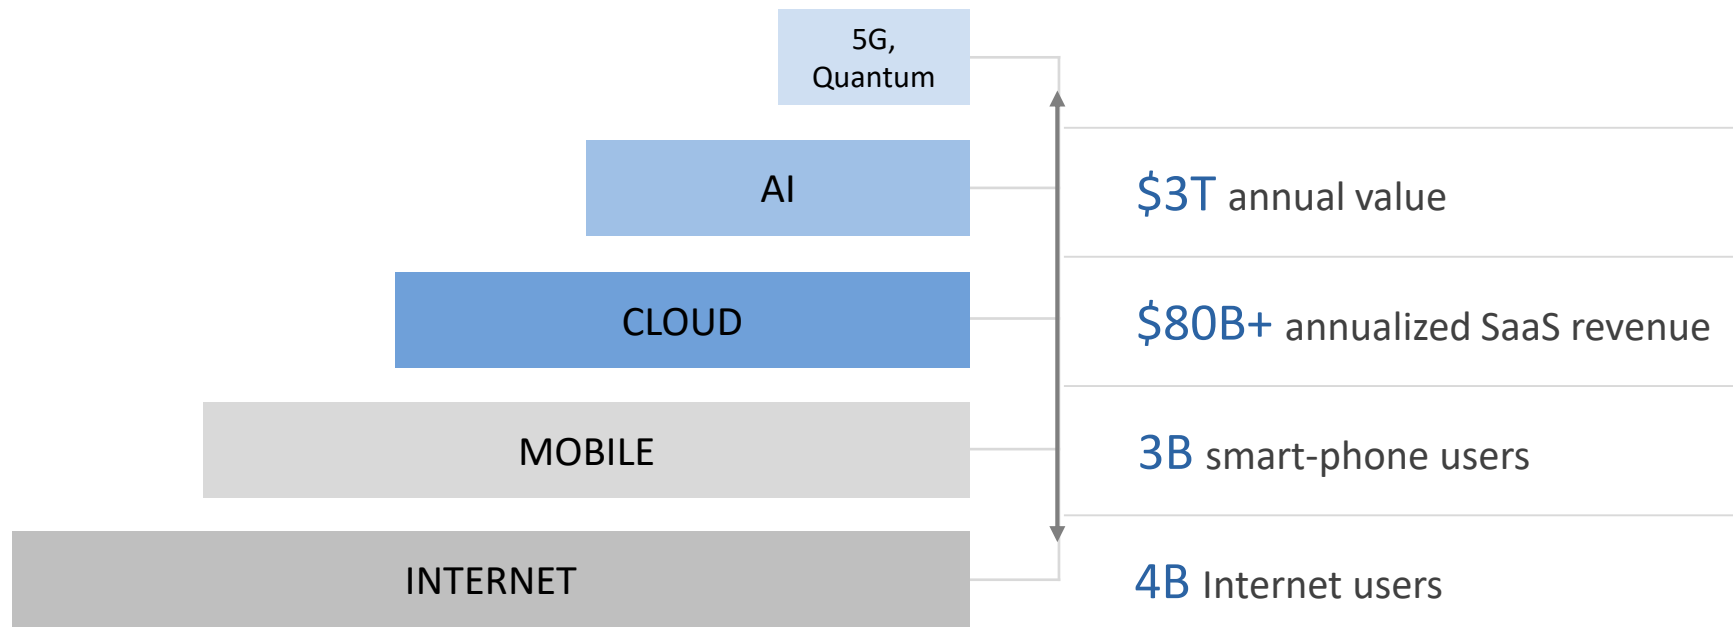 5G,
Quantum
AI
$3T annual value
CLOUD
$80B+ annualized SaaS revenue
MOBILE
3B smart-phone users
INTERNET
4B Internet users